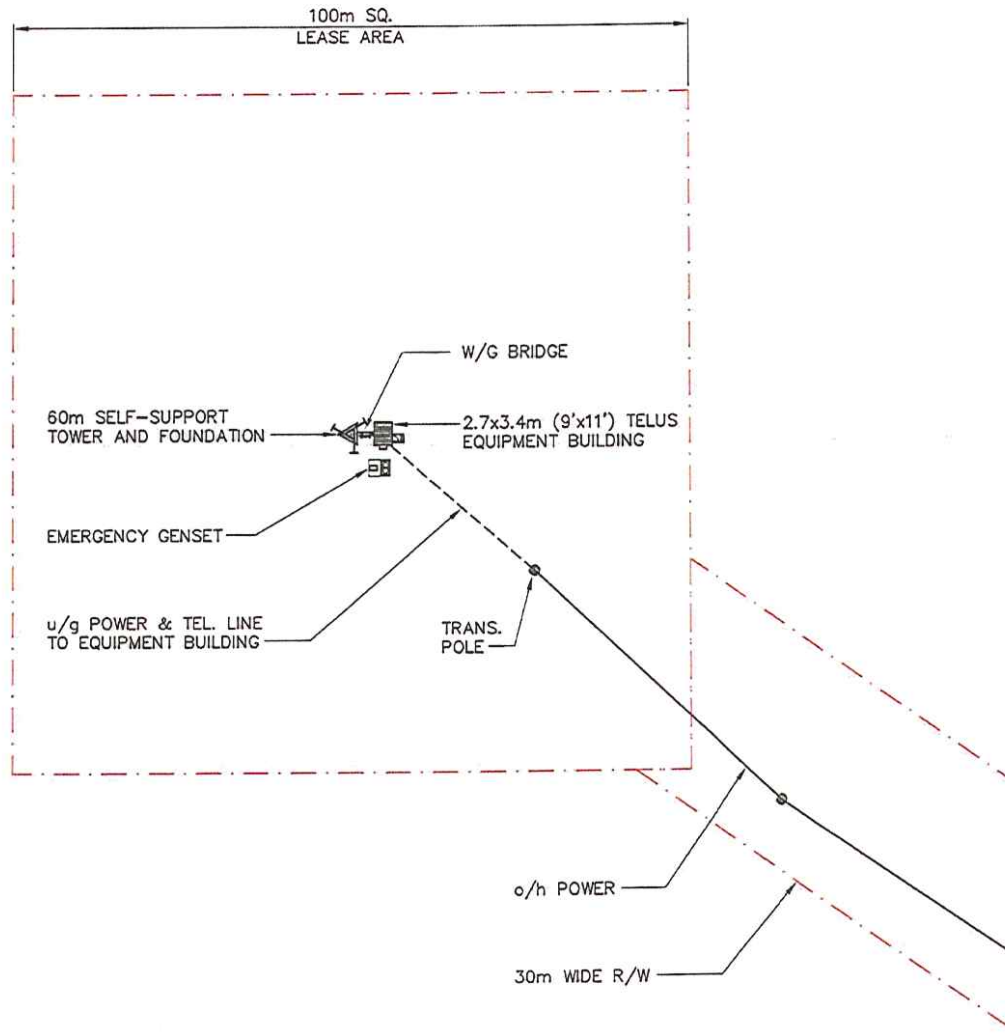 100m SQ.
LEASE AREA
W/G BRIDGE
60m SELF-SUPPORT
TOWER AND FOUNDATION
2.7x3.4m (9'x11') TELUS
EQUIPMENT BUILDING
EMERGENCY GENSET
u/g POWER & TEL. LINE
TO EQUIPMENT BUILDING
TRANS.
POLE
o/h POWER
30m WIDE R/W